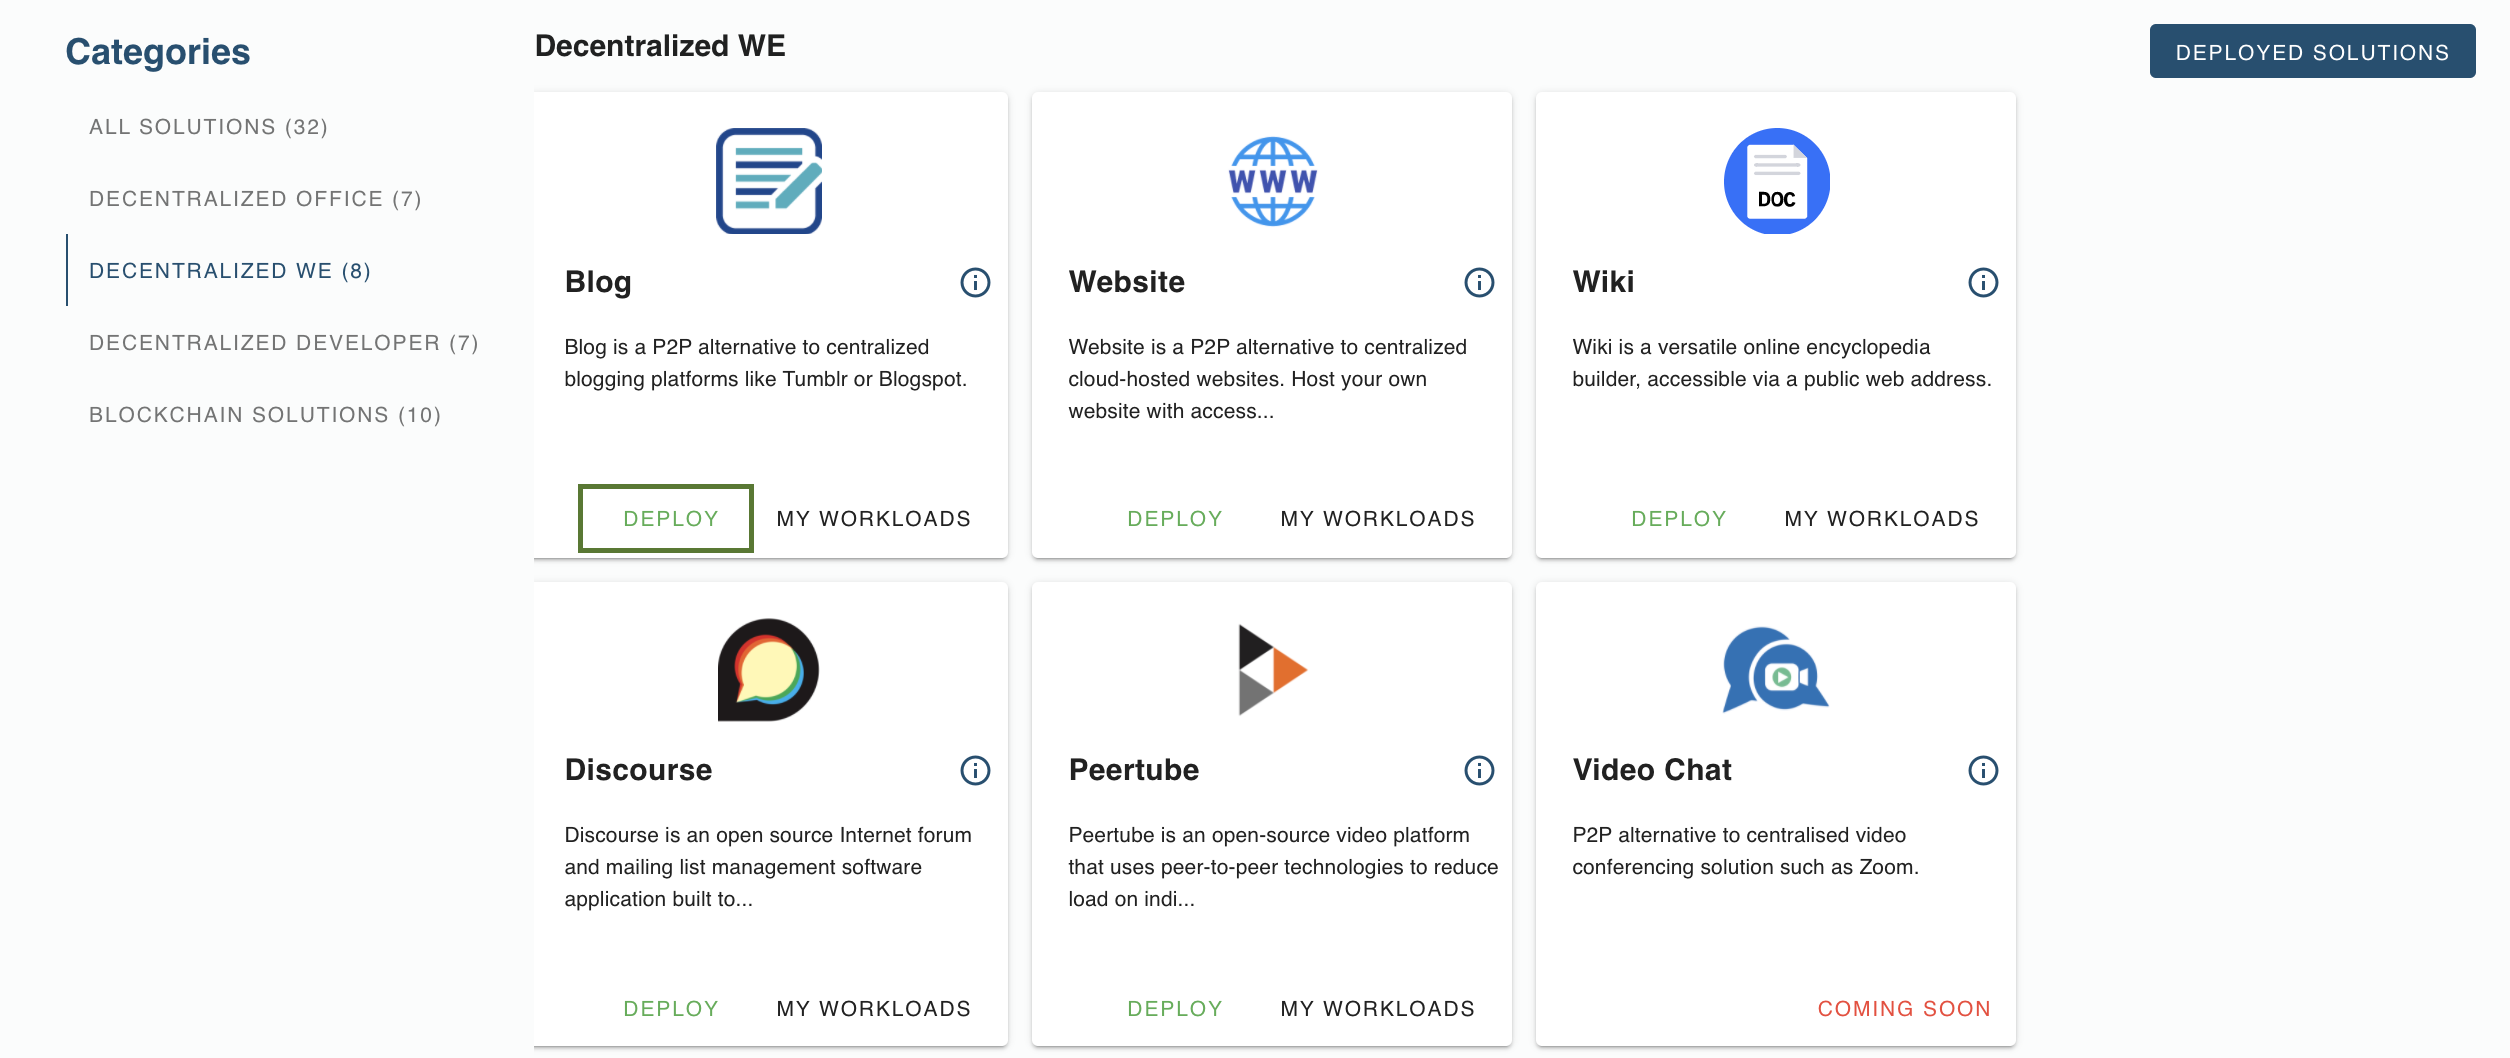 Categories
ALL SOLUTIONS (32)
DECENTRALIZED OFFICE (7)
DECENTRALIZED WE (8)
DECENTRALIZED DEVELOPER (7)
BLOCKCHAIN SOLUTIONS (10)
Decentralized WE
DEPLOYED SOLUTIONS
Blog
Blog is a P2P alternative to centralized
blogging platforms like Tumblr or Blogspot.
DEPLOY MY WORKLOADS
WWW
Website
Website is a P2P alternative to centralized
cloud-hosted websites. Host your own
website with access...
DEPLOY MY WORKLOADS
DOC
Wiki
Wiki is a versatile online encyclopedia
builder, accessible via a public web address.
DEPLOY MY WORKLOADS
Discourse
Discourse is an open source Internet forum
and mailing list management software
application built to...
DEPLOY MY WORKLOADS
Peertube
Peertube is an open-source video platform
that uses peer-to-peer technologies to reduce
load on indi...
DEPLOY MY WORKLOADS
Video Chat
P2P alternative to centralised video
conferencing solution such as Zoom.
COMING SOON